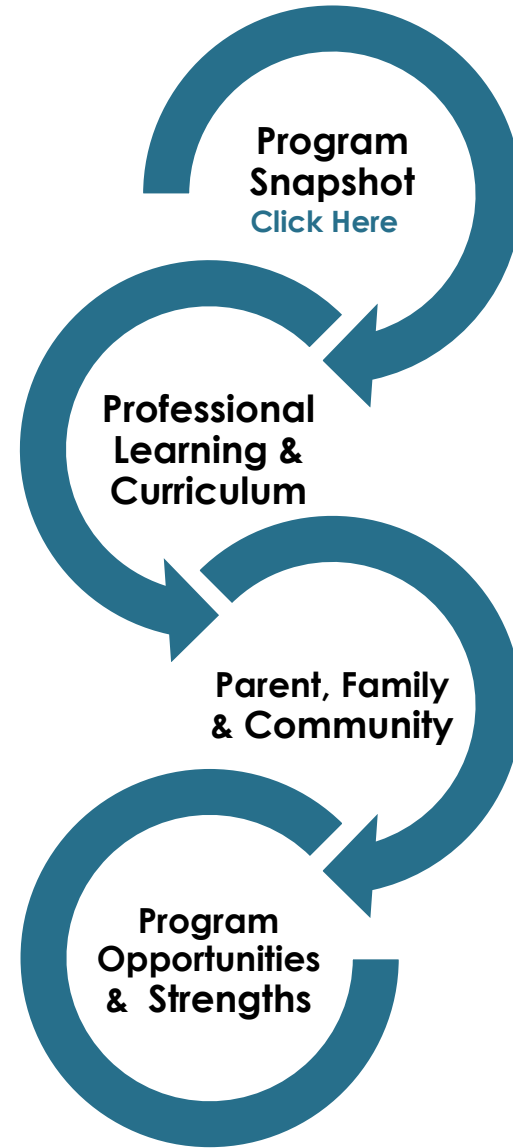 Program
Snapshot
Click Here
Professional
Learning &
Curriculum
Parent, Family
& Community
Program
Opportunities
& Strengths